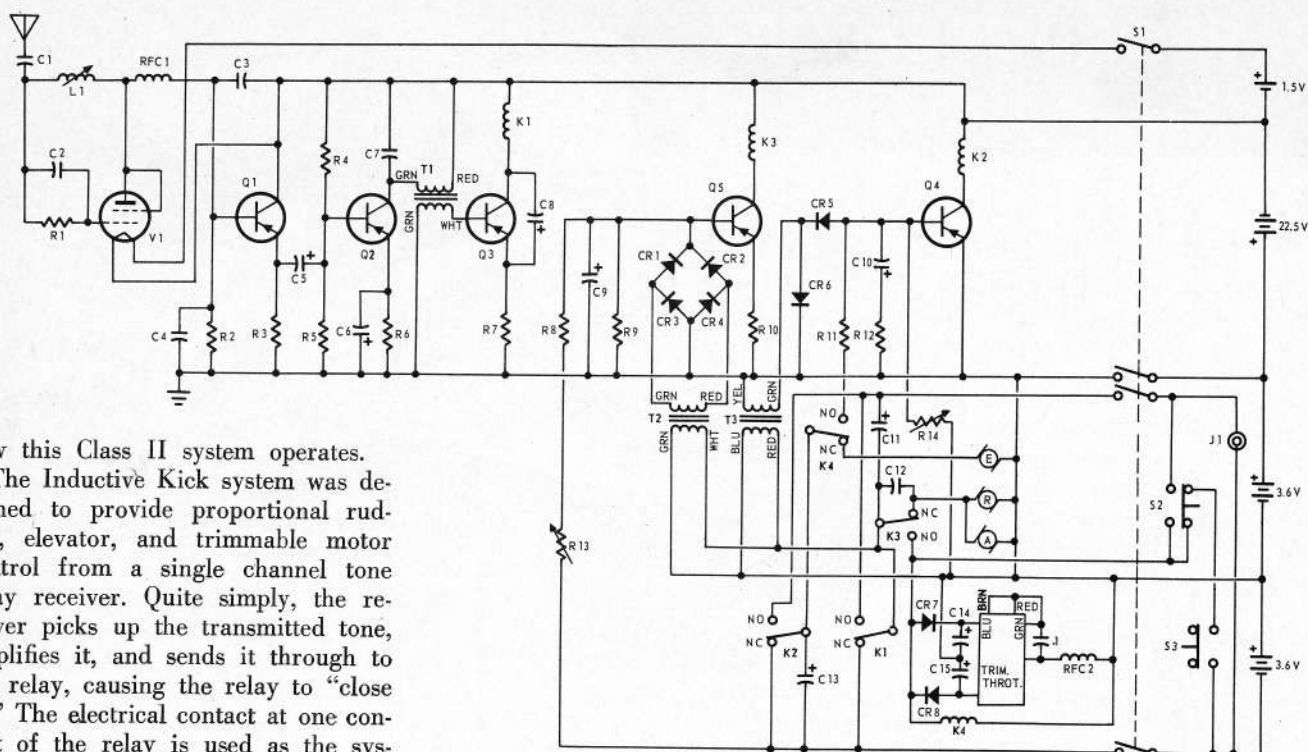 S1
C1
RFC1
C3
L1
1.5V
K1
K3
K2
C2
R4
C7
GRN
T1
RED
Q1
Q5
Q4
CR5
22.5V
R1
V1
Q2
GRN
WHT
Q3
C8
CR1
CR2
C10
C5
C9
CR6
C4
R2
R3
R5
C6
R6
R7
R8
R9
CR3
CR4
R10
R11
R12
GRN
RED
YEL
GRN
T2
T3
GRN
WHT
BLU
RED
NO
NC
K4
C11
R14
J1
C12
E
R
A
NC
K3
NO
S2
3.6V
R13
w this Class II system operates.
The Inductive Kick system was de-
ned to provide proportional rud-
, elevator, and trimmable motor
ntrol from a single channel tone
ay receiver. Quite simply, the re-
ver picks up the transmitted tone,
plifies it, and sends it through to
relay, causing the relay to “close
” The electrical contact at one con-
t of the relay is used as the sys-
NO
NC
K2
C13
NO
NC
K1
CR7
C14
BLU
BRN
RED
GRN
.1
C15
TRIM.
THROT.
RFC2
CR8
K4
S3
3.6V